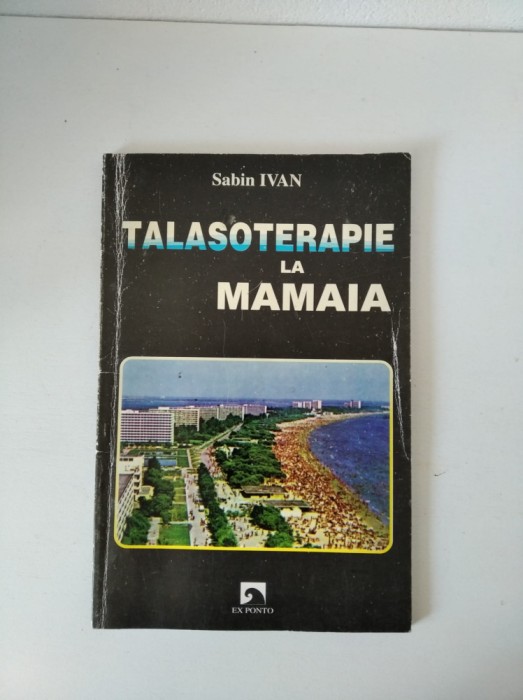 Sabin IVAN
TALASOTERAPIE
LA
MAMAIA
EX PONTO